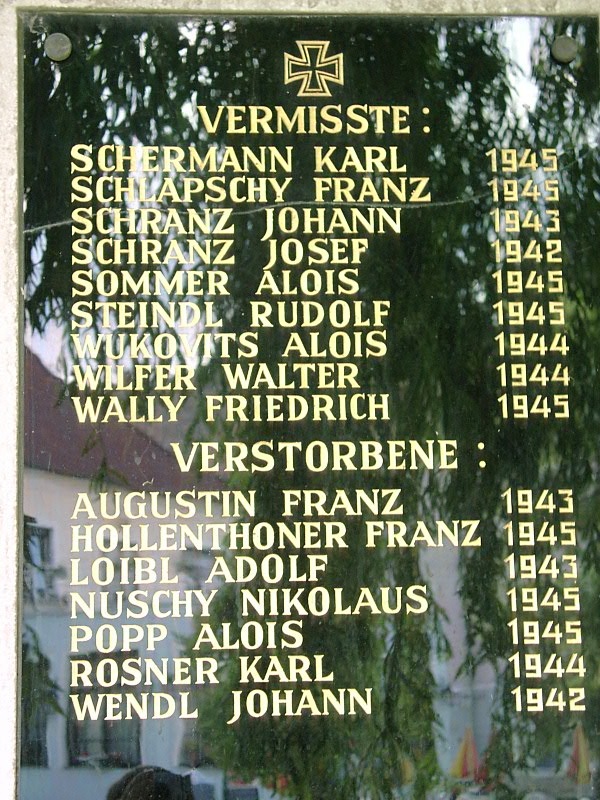 VERMISSTE:
SCHERMANN KARL 1945
SCHLAPSCHY FRANZ 1945
SCHRANZ JOHANN 1943
SCHRANZ JOSEF 1942
SOMMER ALOIS 1945
STEINDL RUDOLF 1945
WUKOVITS ALOIS 1944
WILFER WALTER 1944
WALLY FRIEDRICH 1945
VERSTORBENE:
AUGUSTIN FRANZ 1943
HOLLENTHONER FRANZ 1945
LOIBL ADOLF 1943
NUSCHY NIKOLAUS 1945
POPP ALOIS 1945
ROSNER KARL 1944
WENDL JOHANN 1942